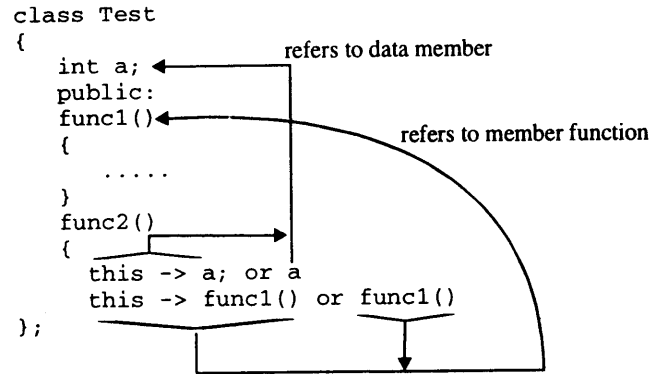 class Test
{
refers to data member
int a;
public:
func1()
refers to member function
{
.....
}
func2()
{
this -> a; or a
this -> func1() or func1()
};